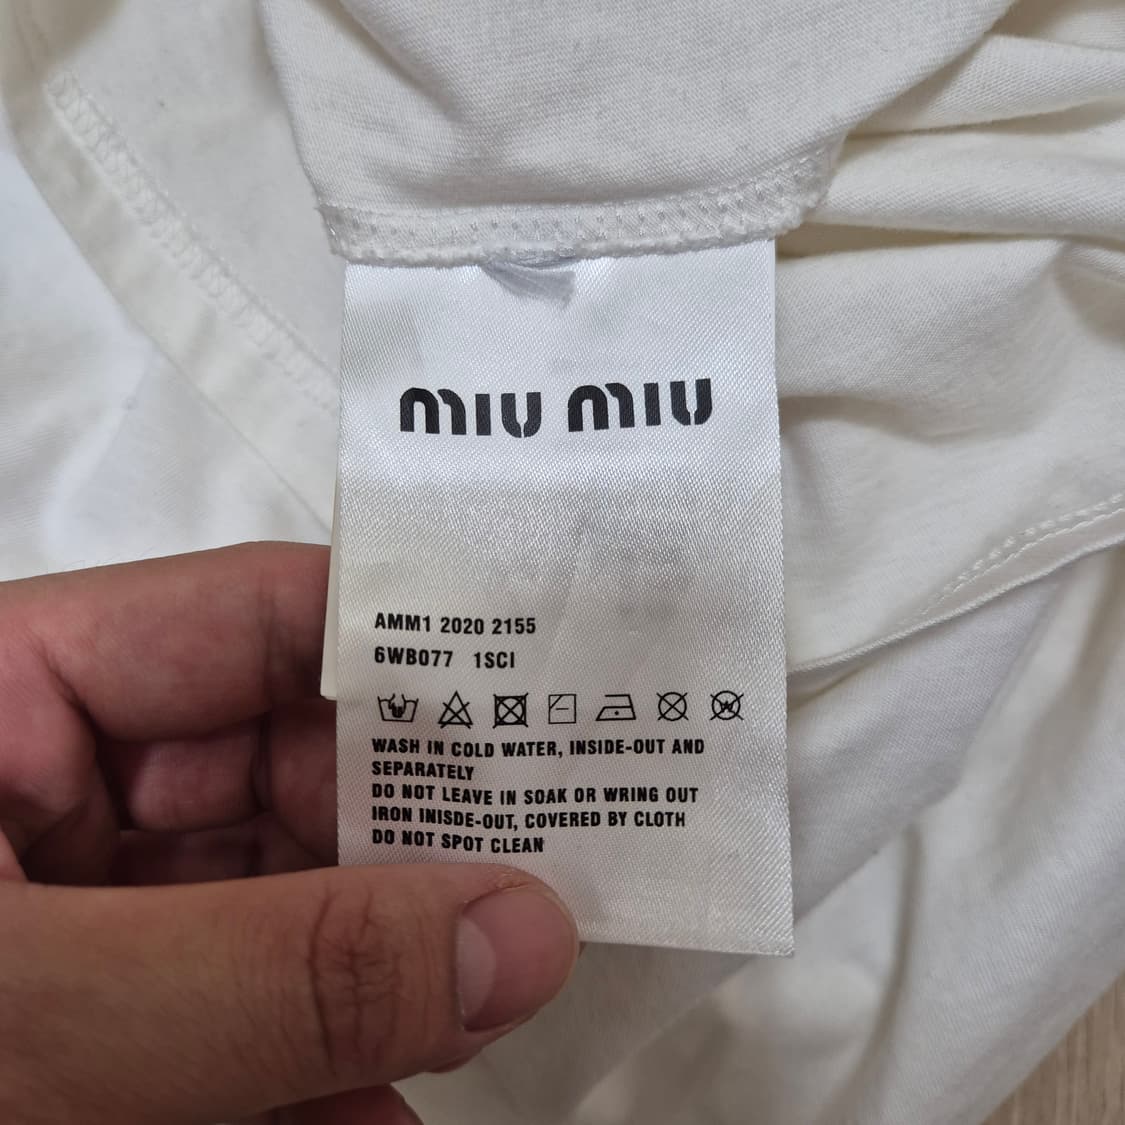 miu miu
AMM1 2020 2155
6WB077 1SCI
WASH IN COLD WATER, INSIDE-OUT AND
SEPARATELY
DO NOT LEAVE IN SOAK OR WRING OUT
IRON INISDE-OUT, COVERED BY CLOTH
DO NOT SPOT CLEAN